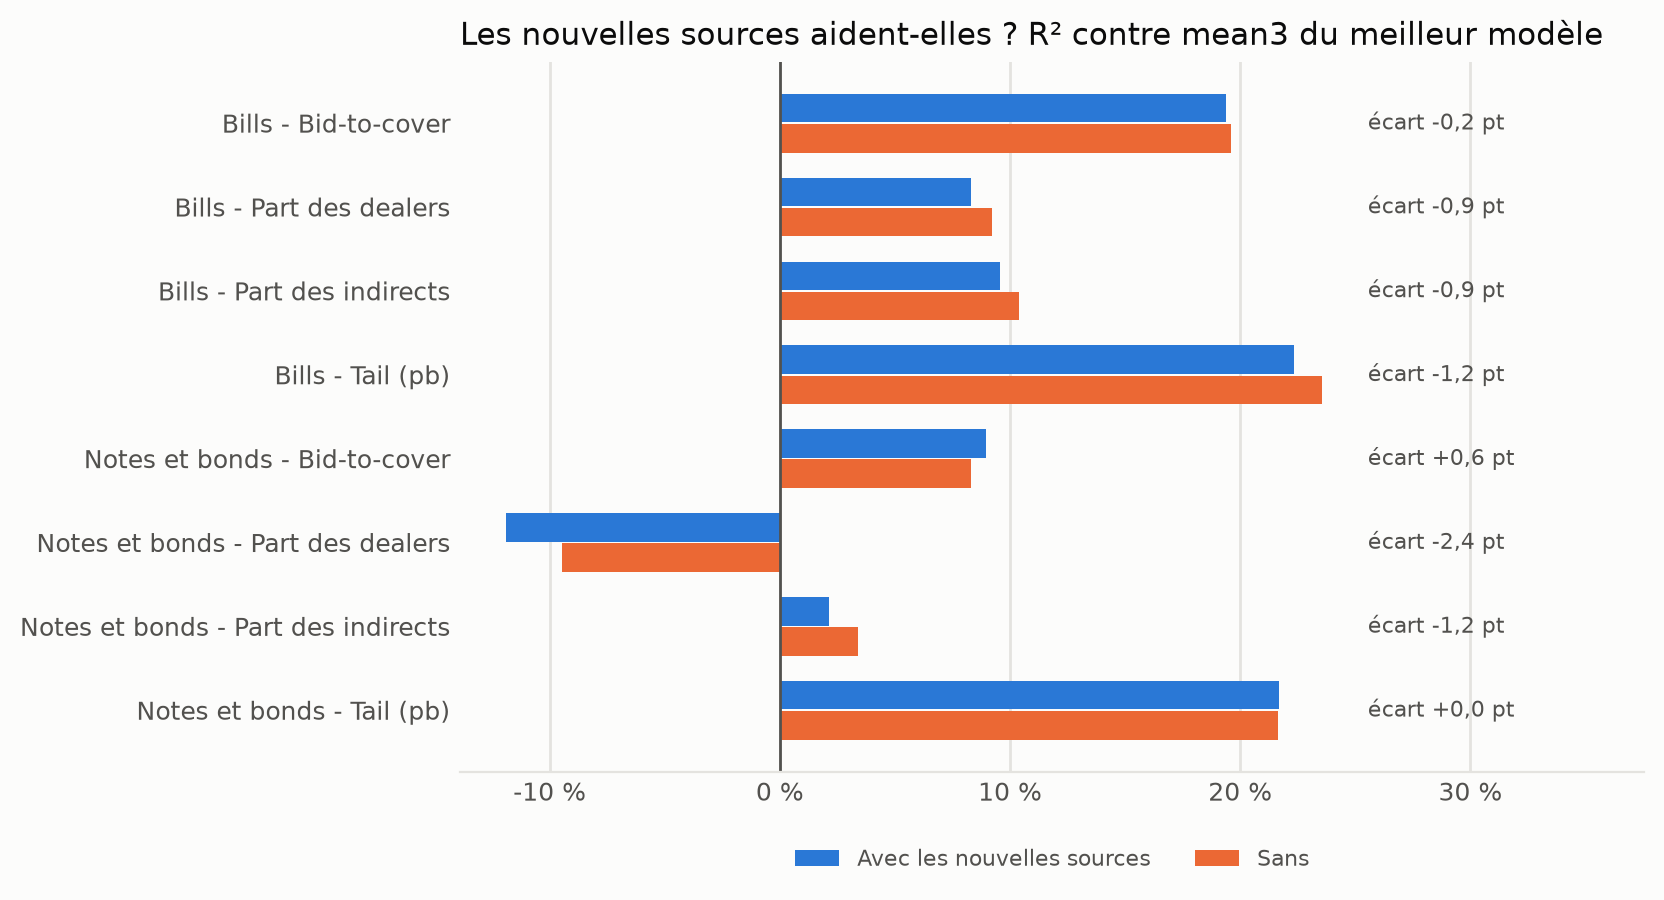 Les nouvelles sources aident-elles ? R² contre mean3 du meilleur modèle
Bills - Bid-to-cover
écart -0,2 pt
Bills - Part des dealers
écart -0,9 pt
Bills - Part des indirects
écart -0,9 pt
Bills - Tail (pb)
écart -1,2 pt
Notes et bonds - Bid-to-cover
écart +0,6 pt
Notes et bonds - Part des dealers
écart -2,4 pt
Notes et bonds - Part des indirects
écart -1,2 pt
Notes et bonds - Tail (pb)
écart +0,0 pt
-10 % 0 % 10 % 20 % 30 %
Avec les nouvelles sources Sans